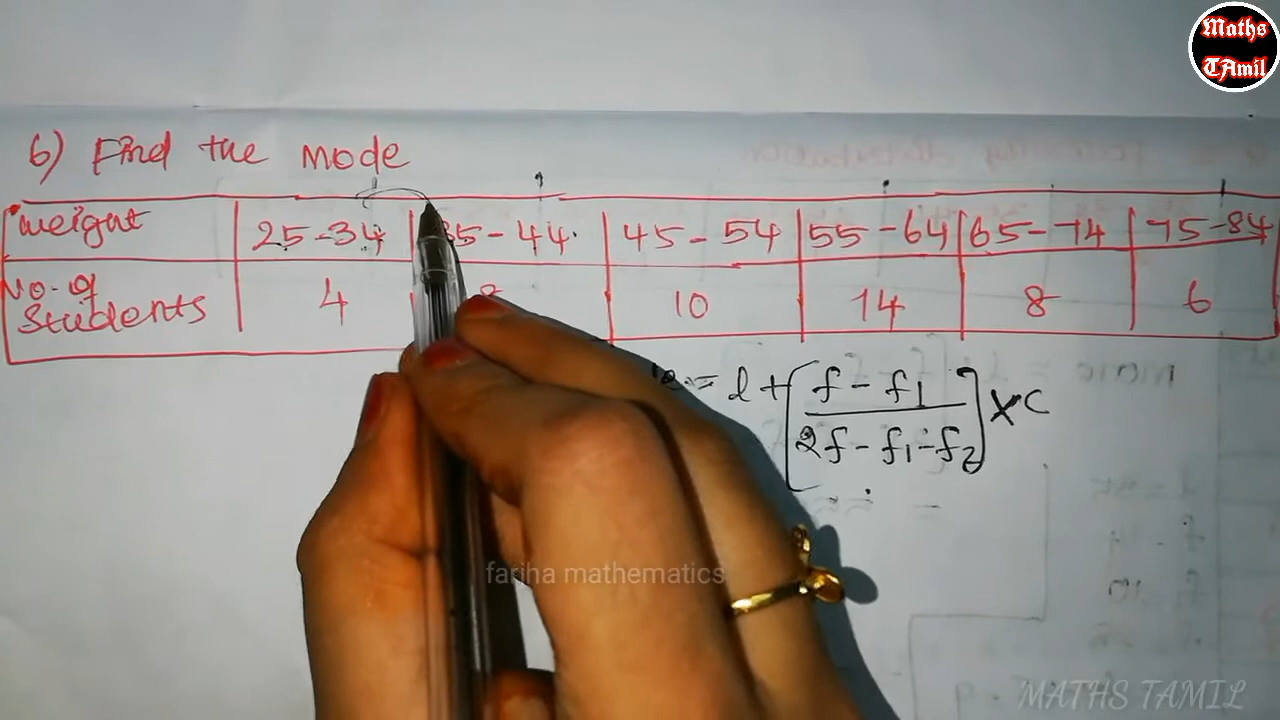 Maths
TAmil
6) Find the mode
weight 25-34 35-44 45-54 55-64 65-74 75-84
No. of
Students 4 8 10 14 8 6
= l + [f - f1 / 2f - f1 - f2] × c
fariha mathematics
MATHS TAMIL